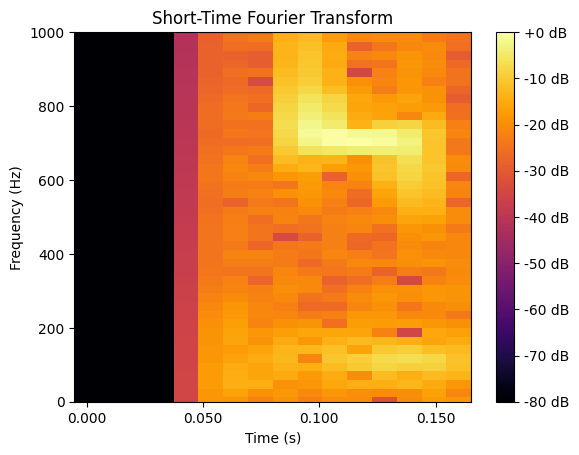 Short-Time Fourier Transform
1000
800
600
400
200
0
Frequency (Hz)
0.000
0.050
0.100
0.150
Time (s)
+0 dB
-10 dB
-20 dB
-30 dB
-40 dB
-50 dB
-60 dB
-70 dB
-80 dB